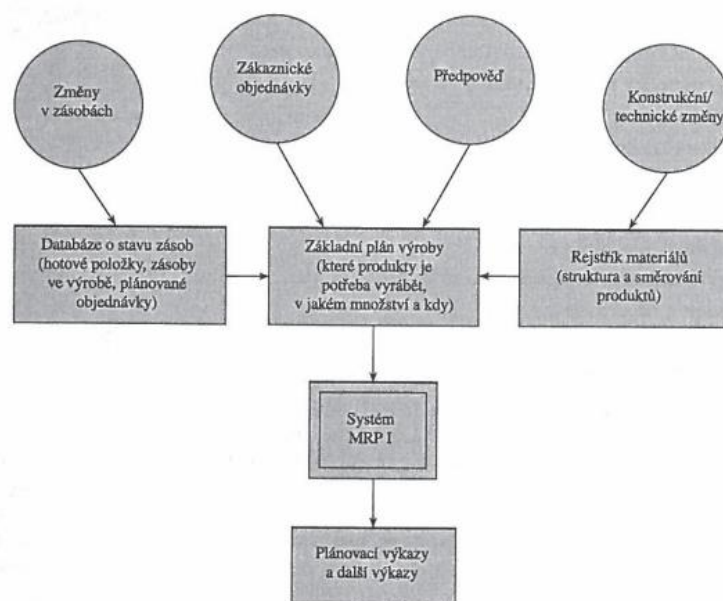 Změny
v zásobách
Zákaznické
objednávky
Předpověď
Konstrukční/
technické změny
Databáze o stavu zásob
(hotové položky, zásoby
ve výrobě, plánované
objednávky)
Základní plán výroby
(které produkty je
potřeba vyrábět,
v jakém množství a kdy)
Rejstřík materiálů
(struktura a směrování
produktů)
Systém
MRP I
Plánovací výkazy
a další výkazy